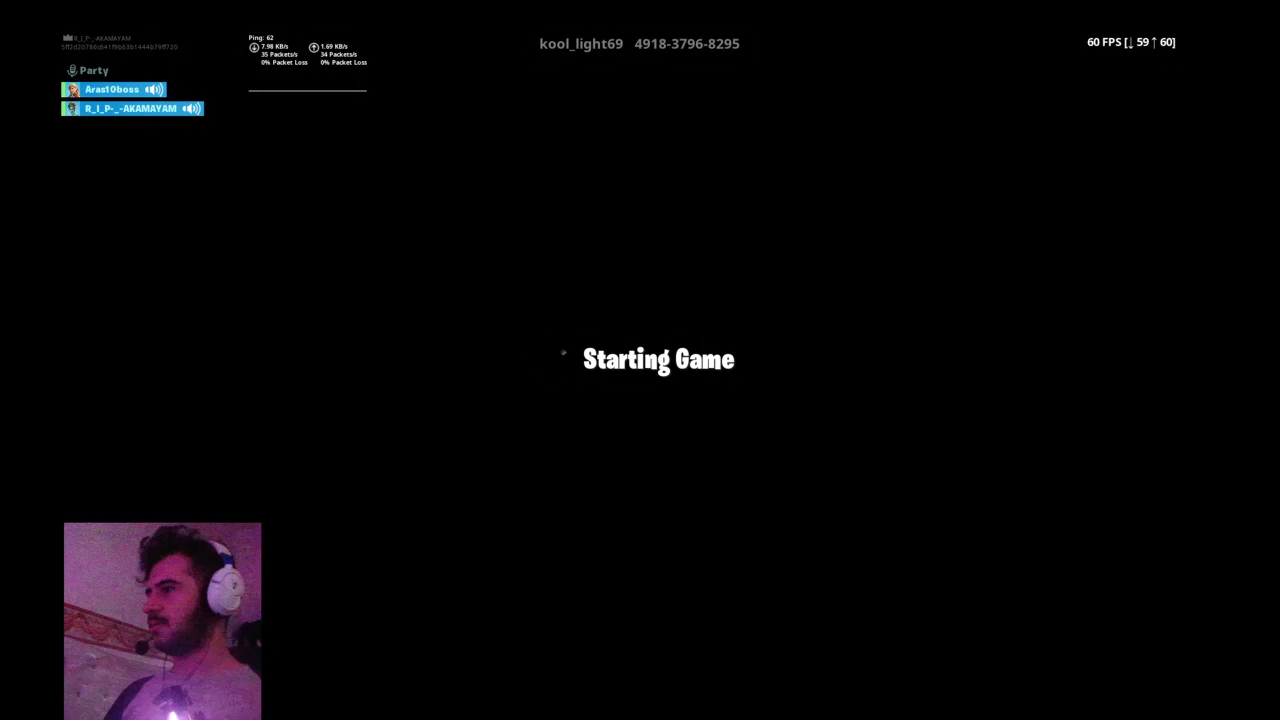 R_I_P-_-AKAMAYAM
Party
Aras10boss
R_I_P-_-AKAMAYAM
Ping: 62
7.98 KB/s
35 Packets/s
0% Packet Loss
1.69 KB/s
34 Packets/s
0% Packet Loss
kool_light69 4918-3796-8295
60 FPS [↓ 59 ↑ 60]
Starting Game